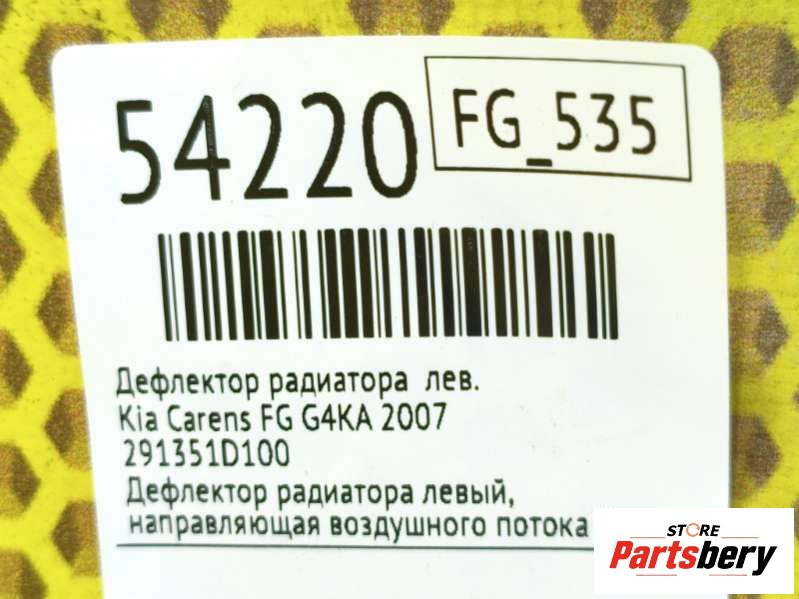 54220
FG_535
Дефлектор радиатора лев.
Kia Carens FG G4KA 2007
291351D100
Дефлектор радиатора левый,
направляющая воздушного потока
STORE
Partsbery